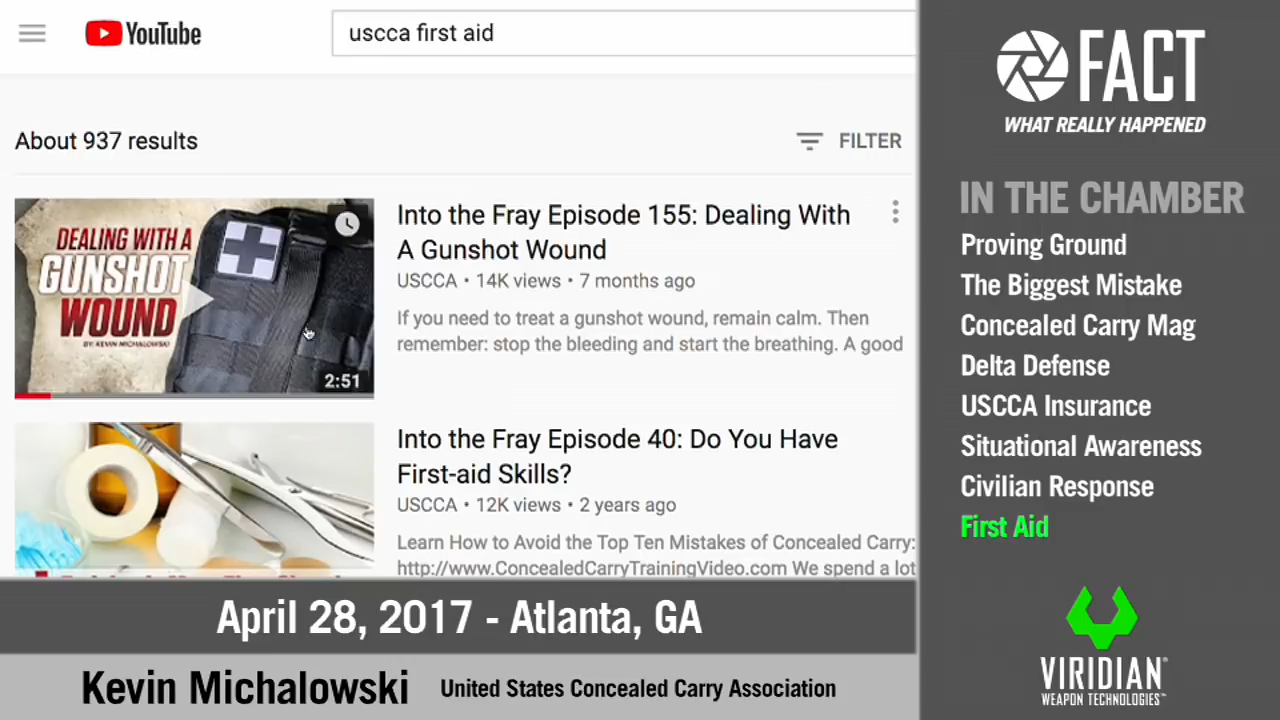 YouTube
uscca first aid
About 937 results
FILTER
DEALING WITH A
GUNSHOT
WOUND
BY: KEVIN MICHALOWSKI
2:51
Into the Fray Episode 155: Dealing With
A Gunshot Wound
USCCA • 14K views • 7 months ago
If you need to treat a gunshot wound, remain calm. Then
remember: stop the bleeding and start the breathing. A good
Into the Fray Episode 40: Do You Have
First-aid Skills?
USCCA • 12K views • 2 years ago
Learn How to Avoid the Top Ten Mistakes of Concealed Carry:
http://www.ConcealedCarryTrainingVideo.com We spend a lot
April 28, 2017 - Atlanta, GA
Kevin Michalowski
United States Concealed Carry Association
FACT
WHAT REALLY HAPPENED
IN THE CHAMBER
Proving Ground
The Biggest Mistake
Concealed Carry Mag
Delta Defense
USCCA Insurance
Situational Awareness
Civilian Response
First Aid
VIRIDIAN®
WEAPON TECHNOLOGIES™